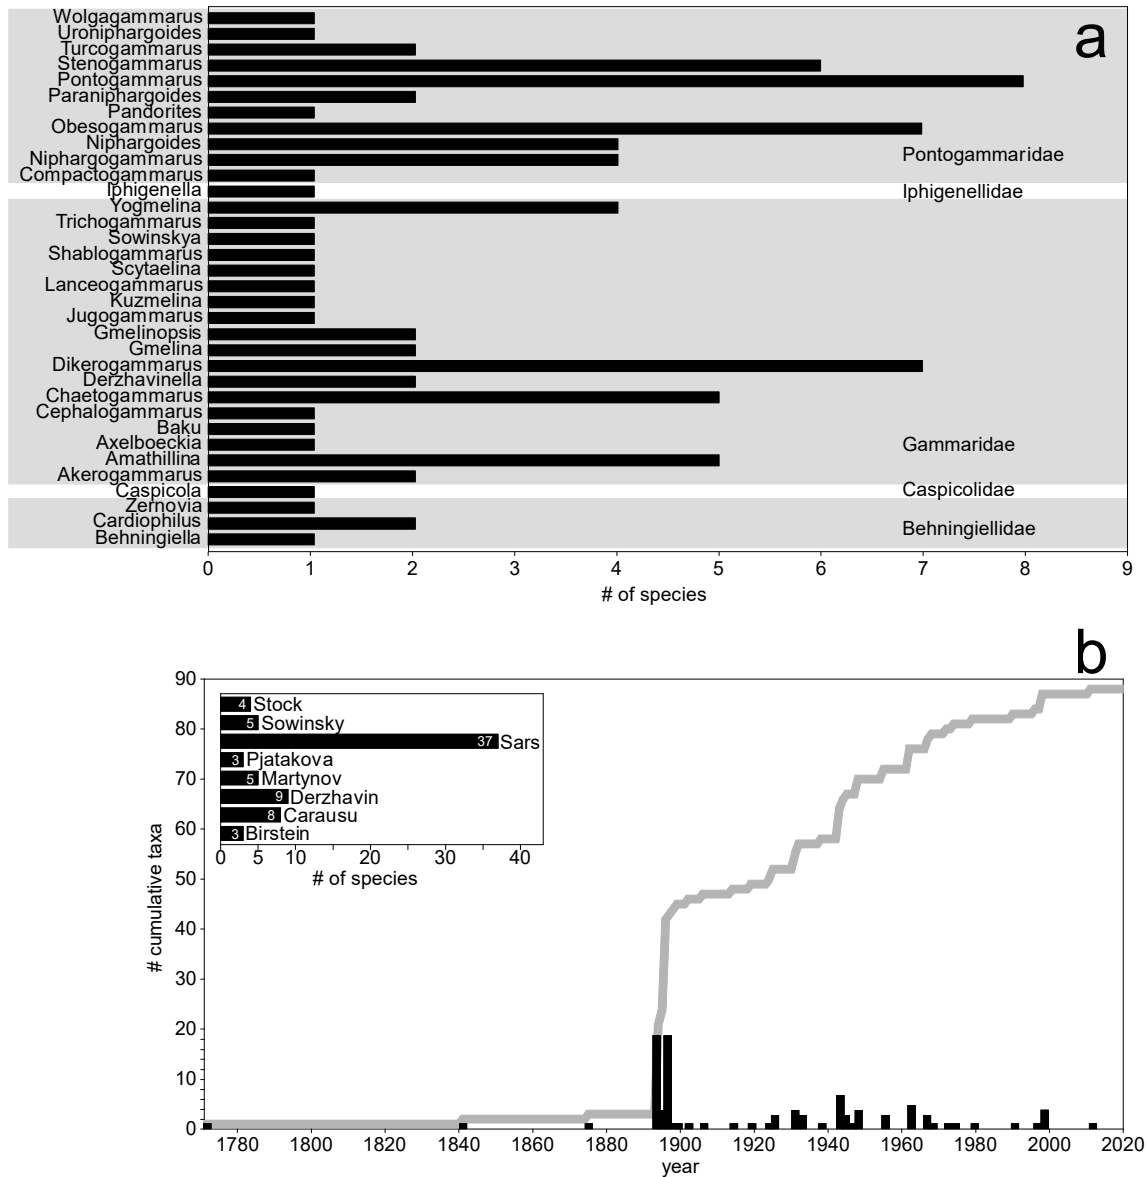 a
Wolgagammarus
Uroniphargoides
Turcogammarus
Stenogammarus
Pontogammarus
Paraniphargoides
Pandorites
Obesogammarus
Niphargoides
Niphargogammarus
Pontogammaridae
Compactogammarus
Iphigenella
Iphigenellidae
Yogmelina
Trichogammarus
Sowinskya
Shablogammarus
Scytaelina
Lanceogammarus
Kuzmelina
Jugogammarus
Gmelinopsis
Gmelina
Dikerogammarus
Derzhavinella
Chaetogammarus
Cephalogammarus
Baku
Axelboeckia
Gammaridae
Amathillina
Akerogammarus
Caspicola
Caspicolidae
Zernovia
Cardiophilus
Behningiellidae
Behningiella
0 1 2 3 4 5 6 7 8 9
# of species
b
90
80
70
60
50
40
30
20
10
0
# cumulative taxa
4 Stock
5 Sowinsky
37 Sars
3 Pjatakova
5 Martynov
9 Derzhavin
8 Carausu
3 Birstein
0 5 10 20 30 40
# of species
1780 1800 1820 1840 1860 1880 1900 1920 1940 1960 1980 2000 2020
year